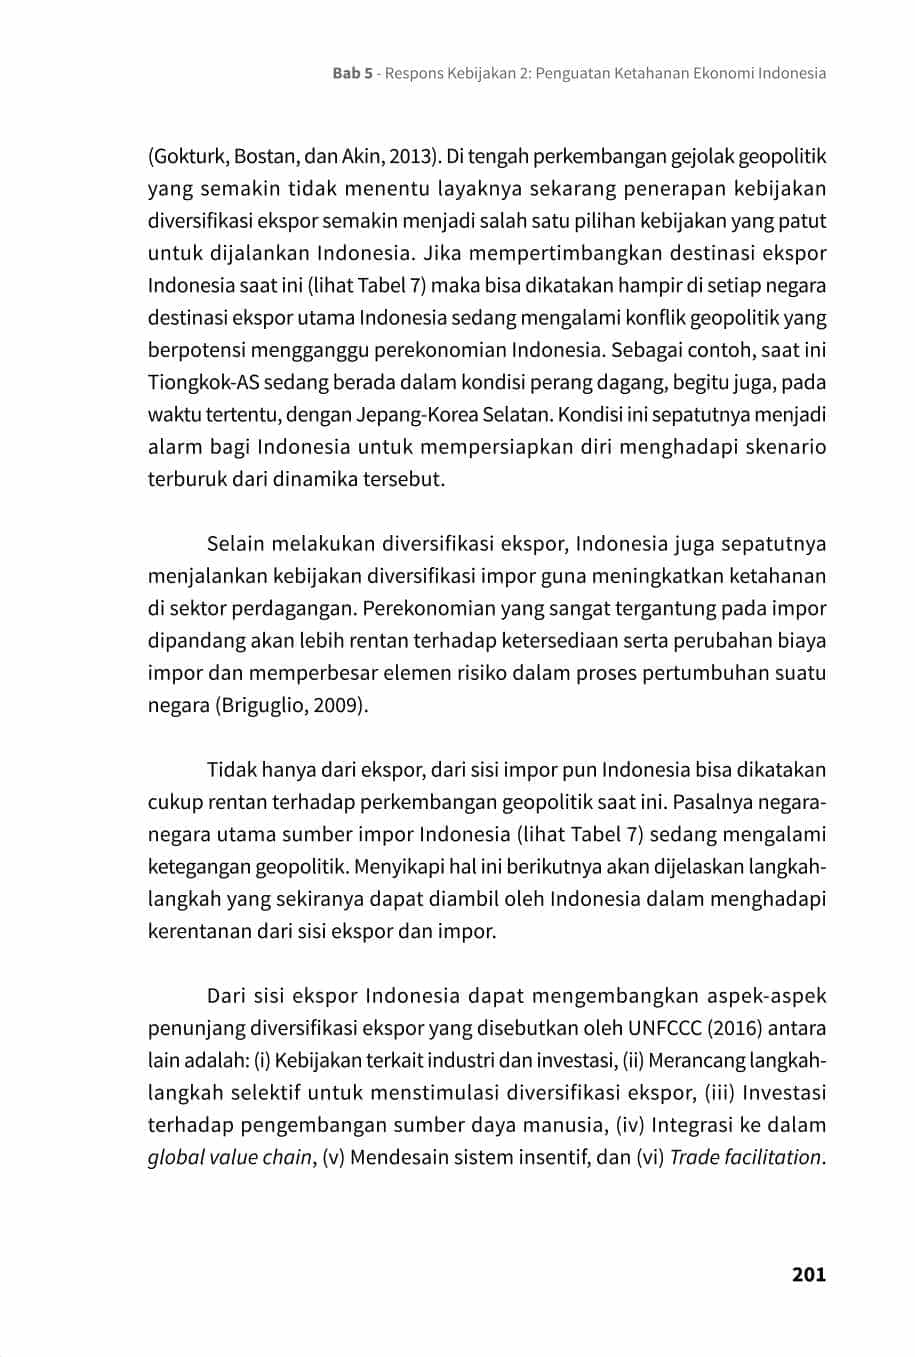 Bab 5 - Respons Kebijakan 2: Penguatan Ketahanan Ekonomi Indonesia
(Gokturk, Bostan, dan Akin, 2013). Di tengah perkembangan gejolak geopolitik
yang semakin tidak menentu layaknya sekarang penerapan kebijakan
diversifikasi ekspor semakin menjadi salah satu pilihan kebijakan yang patut
untuk dijalankan Indonesia. Jika mempertimbangkan destinasi ekspor
Indonesia saat ini (lihat Tabel 7) maka bisa dikatakan hampir di setiap negara
destinasi ekspor utama Indonesia sedang mengalami konflik geopolitik yang
berpotensi mengganggu perekonomian Indonesia. Sebagai contoh, saat ini
Tiongkok-AS sedang berada dalam kondisi perang dagang, begitu juga, pada
waktu tertentu, dengan Jepang-Korea Selatan. Kondisi ini sepatutnya menjadi
alarm bagi Indonesia untuk mempersiapkan diri menghadapi skenario
terburuk dari dinamika tersebut.
Selain melakukan diversifikasi ekspor, Indonesia juga sepatutnya
menjalankan kebijakan diversifikasi impor guna meningkatkan ketahanan
di sektor perdagangan. Perekonomian yang sangat tergantung pada impor
dipandang akan lebih rentan terhadap ketersediaan serta perubahan biaya
impor dan memperbesar elemen risiko dalam proses pertumbuhan suatu
negara (Briguglio, 2009).
Tidak hanya dari ekspor, dari sisi impor pun Indonesia bisa dikatakan
cukup rentan terhadap perkembangan geopolitik saat ini. Pasalnya negara-
negara utama sumber impor Indonesia (lihat Tabel 7) sedang mengalami
ketegangan geopolitik. Menyikapi hal ini berikutnya akan dijelaskan langkah-
langkah yang sekiranya dapat diambil oleh Indonesia dalam menghadapi
kerentanan dari sisi ekspor dan impor.
Dari sisi ekspor Indonesia dapat mengembangkan aspek-aspek
penunjang diversifikasi ekspor yang disebutkan oleh UNFCCC (2016) antara
lain adalah: (i) Kebijakan terkait industri dan investasi, (ii) Merancang langkah-
langkah selektif untuk menstimulasi diversifikasi ekspor, (iii) Investasi
terhadap pengembangan sumber daya manusia, (iv) Integrasi ke dalam
global value chain, (v) Mendesain sistem insentif, dan (vi) Trade facilitation.
201